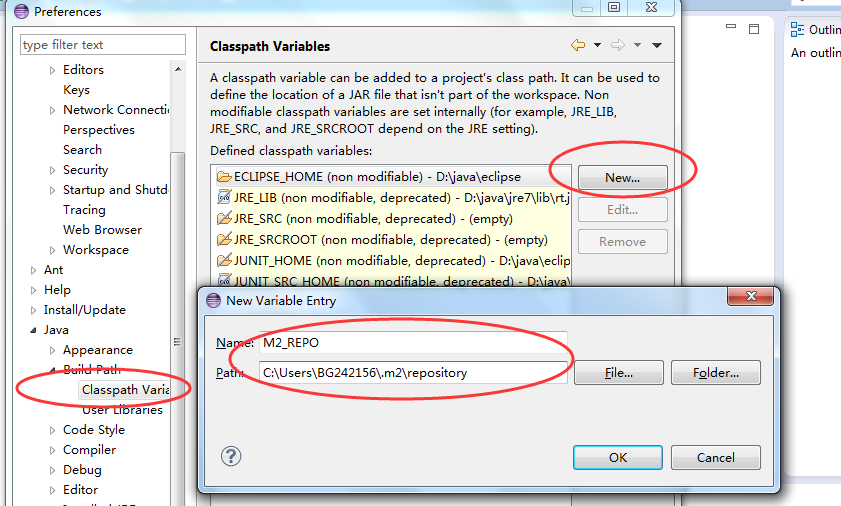 Preferences
type filter text
Editors
Keys
Network Connecti
Perspectives
Search
Security
Startup and Shutd
Tracing
Web Browser
Workspace
Ant
Help
Install/Update
Java
Appearance
Build Path
Classpath Varia
User Libraries
Code Style
Compiler
Debug
Editor
Classpath Variables
A classpath variable can be added to a project's class path. It can be used to
define the location of a JAR file that isn't part of the workspace. Non
modifiable classpath variables are set internally (for example, JRE_LIB,
JRE_SRC, and JRE_SRCROOT depend on the JRE setting).
Defined classpath variables:
ECLIPSE_HOME (non modifiable) - D:\java\eclipse
JRE_LIB (non modifiable, deprecated) - D:\java\jre7\lib\rt.j
JRE_SRC (non modifiable, deprecated) - (empty)
JRE_SRCROOT (non modifiable, deprecated) - (empty)
JUNIT_HOME (non modifiable, deprecated) - D:\java\eclip
JUNIT_SRC_HOME (non modifiable, deprecated) - D:\java\
New...
Edit...
Remove
New Variable Entry
Name: M2_REPO
Path: C:\Users\BG242156\.m2\repository
File...
Folder...
OK
Cancel
Outlin
An outlin